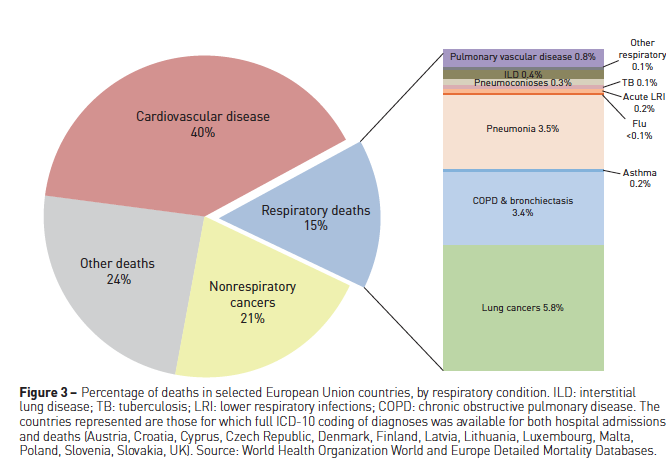 Cardiovascular disease
40%
Respiratory deaths
15%
Other deaths
24%
Nonrespiratory
cancers
21%
Pulmonary vascular disease 0.8%
Other
respiratory
0.1%
ILD 0.4%
Pneumoconioses 0.3%
TB 0.1%
Acute LRI
0.2%
Flu
<0.1%
Pneumonia 3.5%
Asthma
0.2%
COPD & bronchiectasis
3.4%
Lung cancers 5.8%
Figure 3 – Percentage of deaths in selected European Union countries, by respiratory condition. ILD: interstitial
lung disease; TB: tuberculosis; LRI: lower respiratory infections; COPD: chronic obstructive pulmonary disease. The
countries represented are those for which full ICD-10 coding of diagnoses was available for both hospital admissions
and deaths (Austria, Croatia, Cyprus, Czech Republic, Denmark, Finland, Latvia, Lithuania, Luxembourg, Malta,
Poland, Slovenia, Slovakia, UK). Source: World Health Organization World and Europe Detailed Mortality Databases.